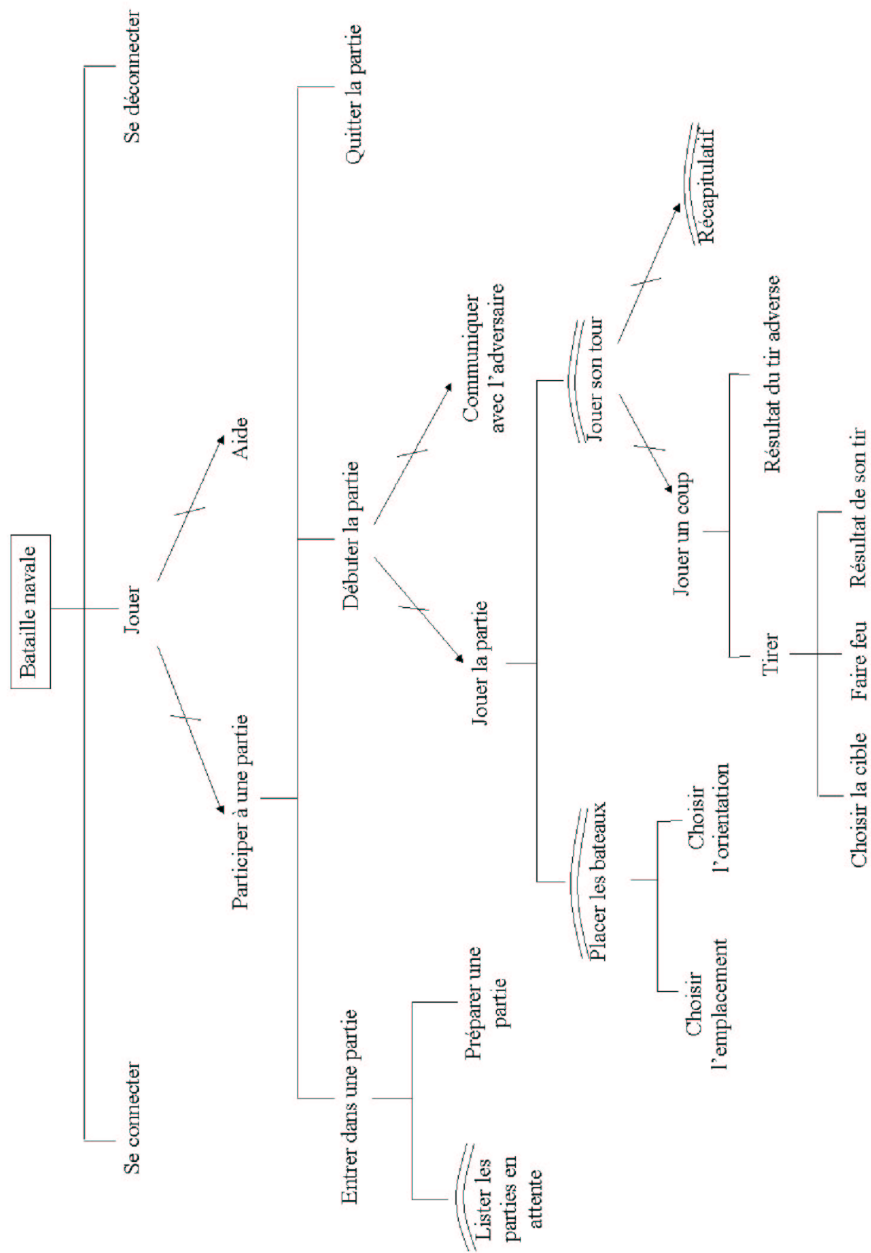 Bataille navale
Se connecter
Jouer
Se déconnecter
Participer à une partie
Aide
Entrer dans une partie
Débuter la partie
Quitter la partie
Lister les
parties en
attente
Préparer une
partie
Jouer la partie
Communiquer
avec l’adversaire
Placer les bateaux
Jouer son tour
Choisir
l’emplacement
Choisir
l’orientation
Jouer un coup
Récapitulatif
Tirer
Résultat du tir adverse
Choisir la cible
Faire feu
Résultat de son tir